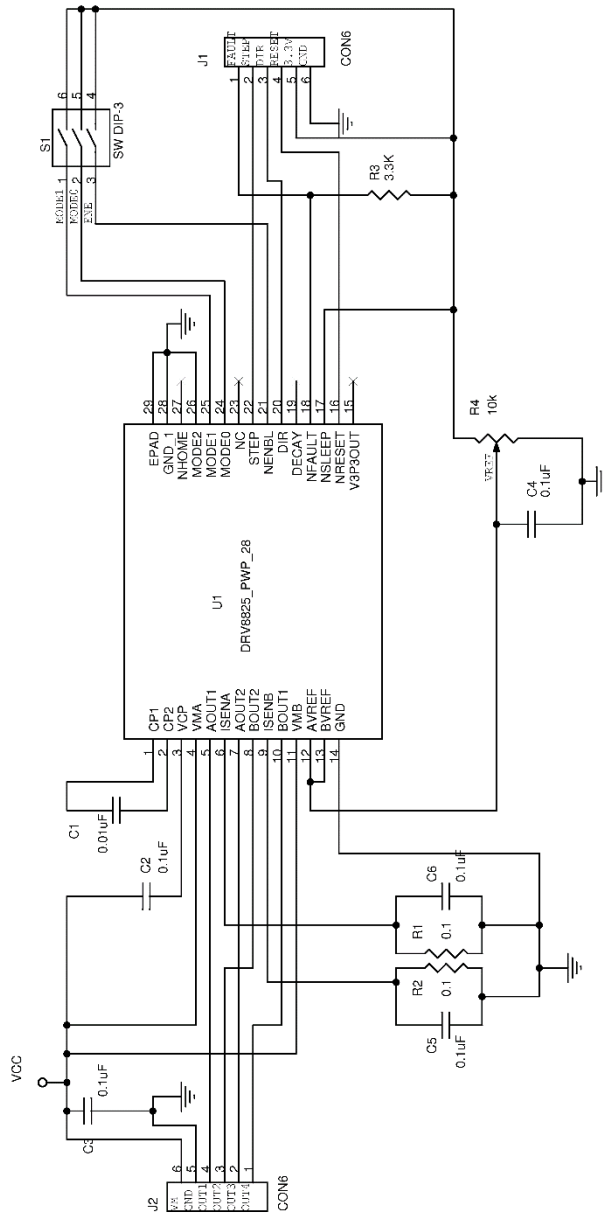 VCC
C1
0.01uF
C2
0.1uF
C3
0.1uF
J2
VM 6
GND 5
OUT1 4
OUT2 3
OUT3 2
OUT4 1
CON6
U1
DRV8825_PWP_28
1 CP1
2 CP2
3 VCP
4 VMA
5 AOUT1
6 ISENA
7 AOUT2
8 BOUT2
9 ISENB
10 BOUT1
11 VMB
12 AVREF
13 BVREF
14 GND
EPAD 29
GND_1 28
NHOME 27
MODE2 26
MODE1 25
MODE0 24
NC 23
STEP 22
NENBL 21
DIR 20
DECAY 19
NFAULT 18
NSLEEP 17
NRESET 16
V3P3OUT 15
S1
SW DIP-3
MODE1 1
MODE0 2
ENE 3
6
5
4
J1
1 FAULT
2 STEP
3 DIR
4 RESET
5 3.3V
6 GND
CON6
R3
3.3K
R4
10k
VREF
C4
0.1uF
C5
0.1uF
R2
0.1
R1
0.1
C6
0.1uF